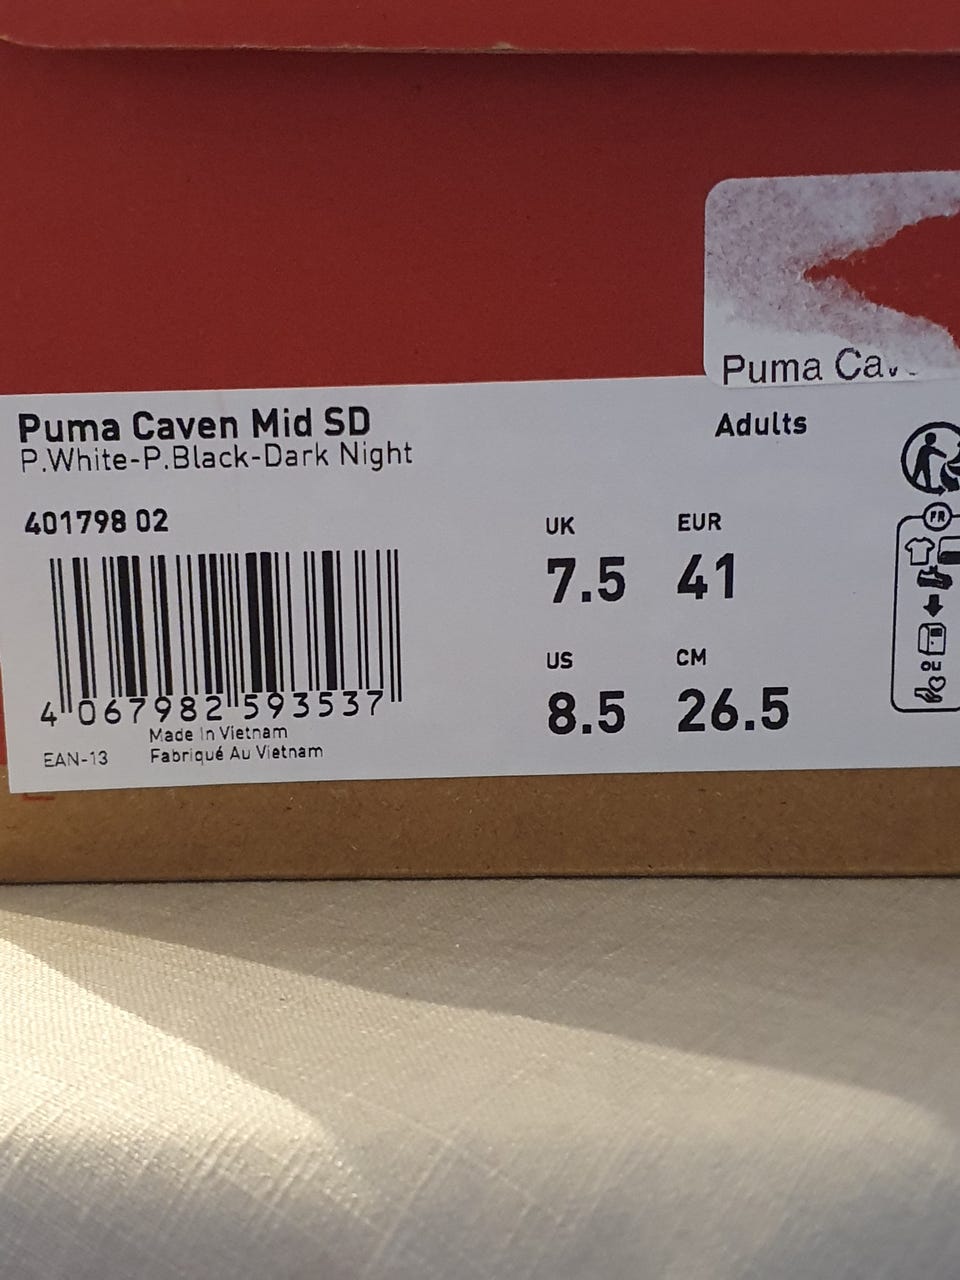 Puma Ca
Puma Caven Mid SD
P.White-P.Black-Dark Night
Adults
401798 02
UK EUR
7.5 41
US CM
8.5 26.5
4 067982 593537
Made In Vietnam
EAN-13 Fabriqué Au Vietnam
FR
ou